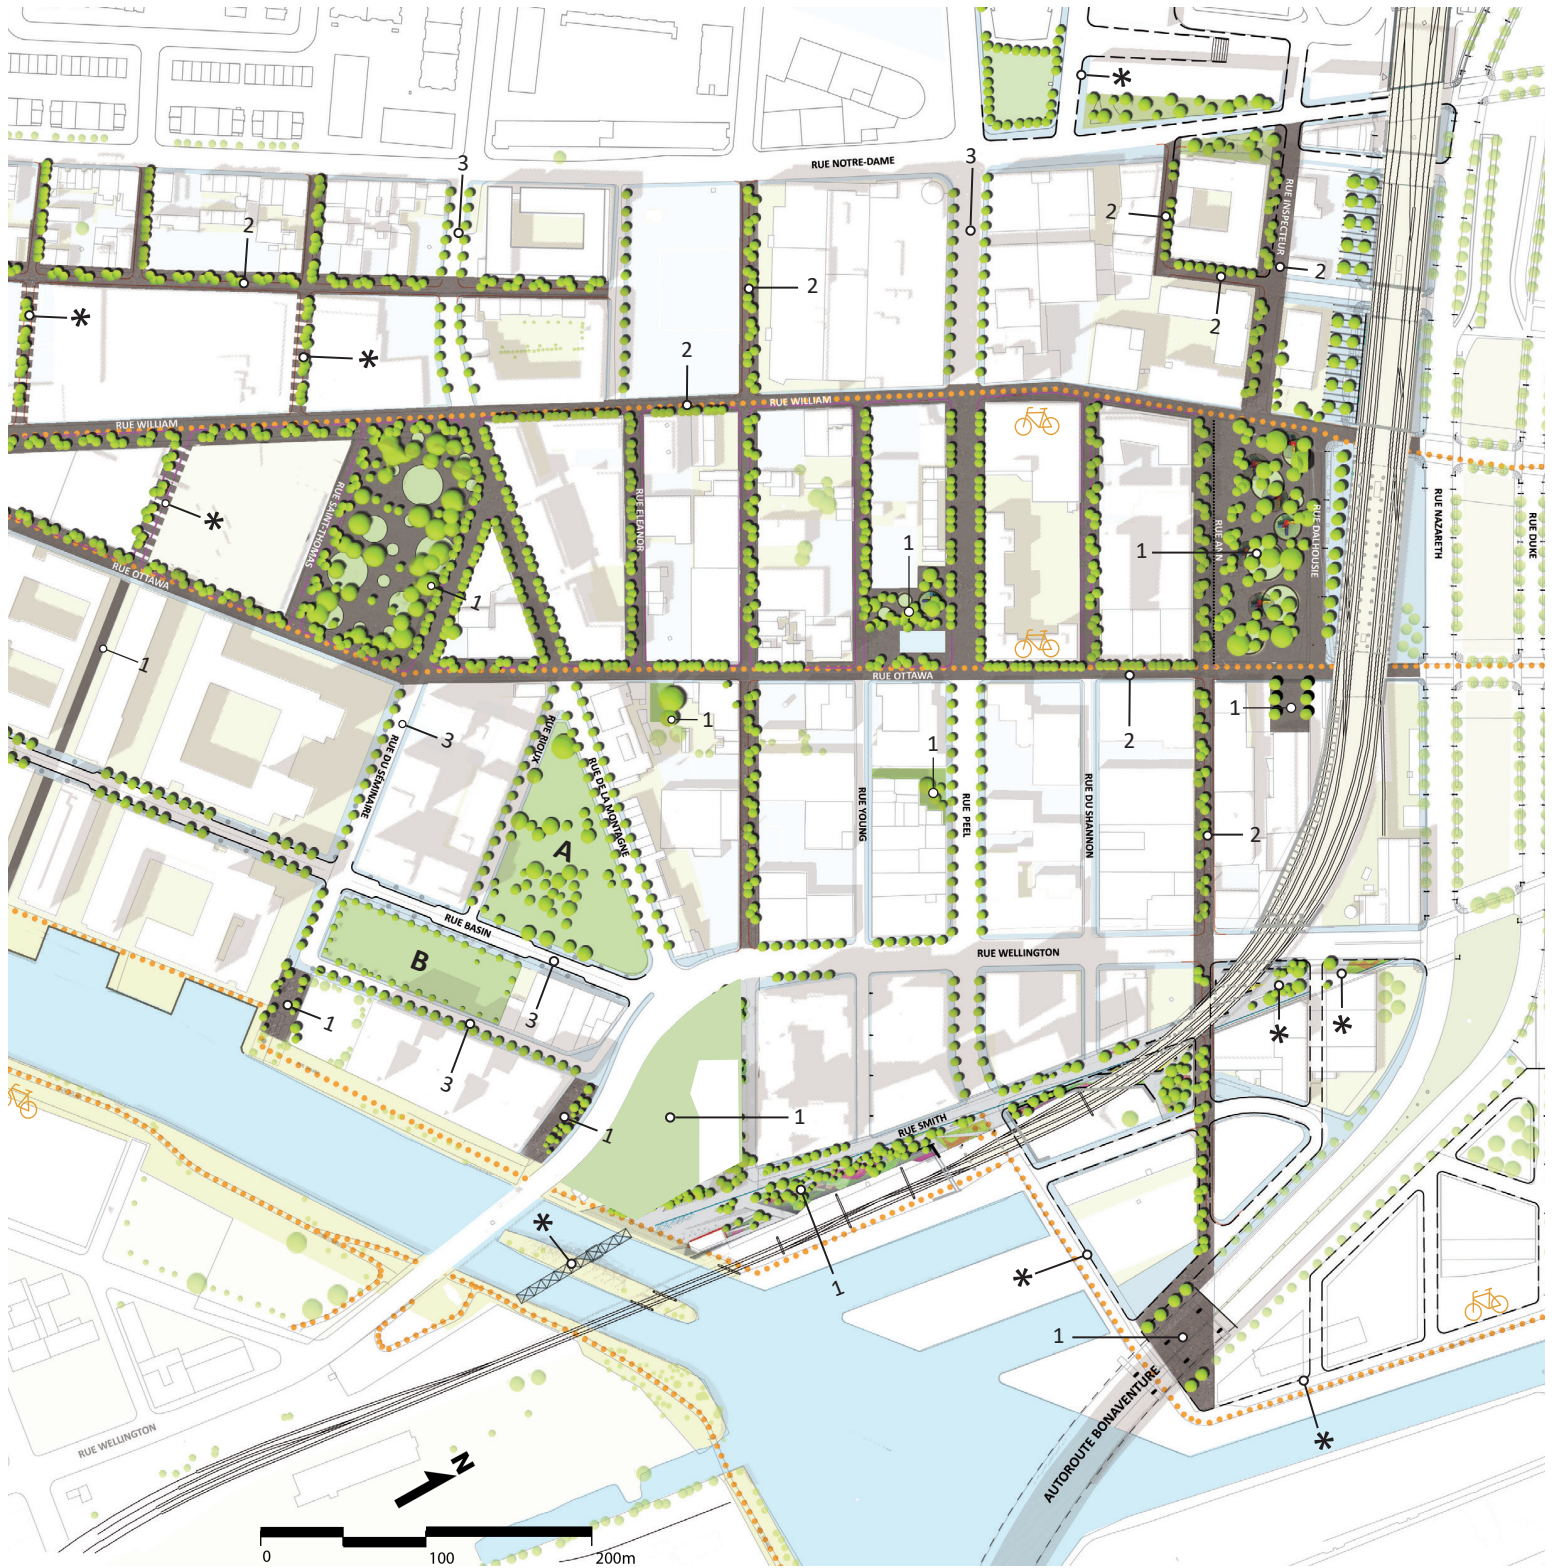 *
RUE NOTRE-DAME
3
3
2
RUE INSPECTEUR
2
2
2
2
*
2
*
2
RUE WILLIAM
RUE WILLIAM
RUE SAINT-THOMAS
RUE ELEANOR
*
1
1
RUE ANN
RUE DALHOUSIE
RUE NAZARETH
RUE DUKE
RUE OTTAWA
1
1
RUE OTTAWA
1
1
1
2
3
RUE DU SÉMINAIRE
RUE RIOUX
RUE DE LA MONTAGNE
RUE YOUNG
RUE PEEL
RUE DU SHANNON
2
A
RUE BASIN
B
RUE WELLINGTON
1
3
3
*
*
1
1
RUE SMITH
*
1
*
1
RUE WELLINGTON
AUTOROUTE BONAVENTURE
*
N
0
100
200m